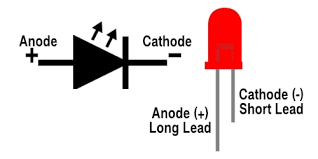 Anode
Cathode
+
-
Cathode (-)
Short Lead
Anode (+)
Long Lead